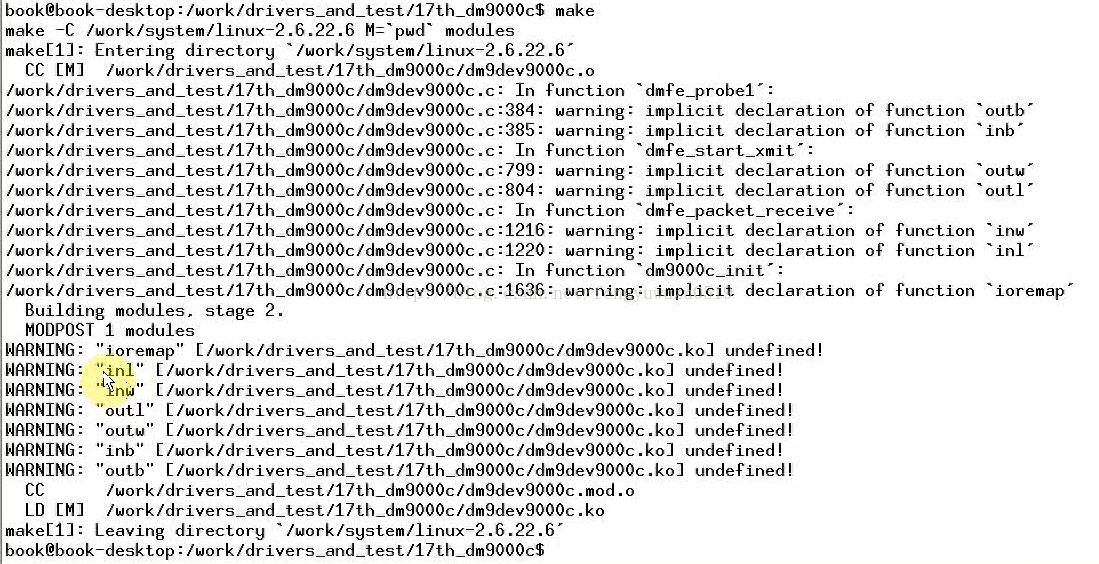 book@book-desktop:/work/drivers_and_test/17th_dm9000c$ make
make -C /work/system/linux-2.6.22.6 M=`pwd` modules
make[1]: Entering directory `/work/system/linux-2.6.22.6´
  CC [M]  /work/drivers_and_test/17th_dm9000c/dm9dev9000c.o
/work/drivers_and_test/17th_dm9000c/dm9dev9000c.c: In function `dmfe_probe1´:
/work/drivers_and_test/17th_dm9000c/dm9dev9000c.c:384: warning: implicit declaration of function `outb´
/work/drivers_and_test/17th_dm9000c/dm9dev9000c.c:385: warning: implicit declaration of function `inb´
/work/drivers_and_test/17th_dm9000c/dm9dev9000c.c: In function `dmfe_start_xmit´:
/work/drivers_and_test/17th_dm9000c/dm9dev9000c.c:799: warning: implicit declaration of function `outw´
/work/drivers_and_test/17th_dm9000c/dm9dev9000c.c:804: warning: implicit declaration of function `outl´
/work/drivers_and_test/17th_dm9000c/dm9dev9000c.c: In function `dmfe_packet_receive´:
/work/drivers_and_test/17th_dm9000c/dm9dev9000c.c:1216: warning: implicit declaration of function `inw´
/work/drivers_and_test/17th_dm9000c/dm9dev9000c.c:1220: warning: implicit declaration of function `inl´
/work/drivers_and_test/17th_dm9000c/dm9dev9000c.c: In function `dm9000c_init´:
/work/drivers_and_test/17th_dm9000c/dm9dev9000c.c:1636: warning: implicit declaration of function `ioremap´
  Building modules, stage 2.
  MODPOST 1 modules
WARNING: "ioremap" [/work/drivers_and_test/17th_dm9000c/dm9dev9000c.ko] undefined!
WARNING: "inl" [/work/drivers_and_test/17th_dm9000c/dm9dev9000c.ko] undefined!
WARNING: "inw" [/work/drivers_and_test/17th_dm9000c/dm9dev9000c.ko] undefined!
WARNING: "outl" [/work/drivers_and_test/17th_dm9000c/dm9dev9000c.ko] undefined!
WARNING: "outw" [/work/drivers_and_test/17th_dm9000c/dm9dev9000c.ko] undefined!
WARNING: "inb" [/work/drivers_and_test/17th_dm9000c/dm9dev9000c.ko] undefined!
WARNING: "outb" [/work/drivers_and_test/17th_dm9000c/dm9dev9000c.ko] undefined!
  CC      /work/drivers_and_test/17th_dm9000c/dm9dev9000c.mod.o
  LD [M]  /work/drivers_and_test/17th_dm9000c/dm9dev9000c.ko
make[1]: Leaving directory `/work/system/linux-2.6.22.6´
book@book-desktop:/work/drivers_and_test/17th_dm9000c$